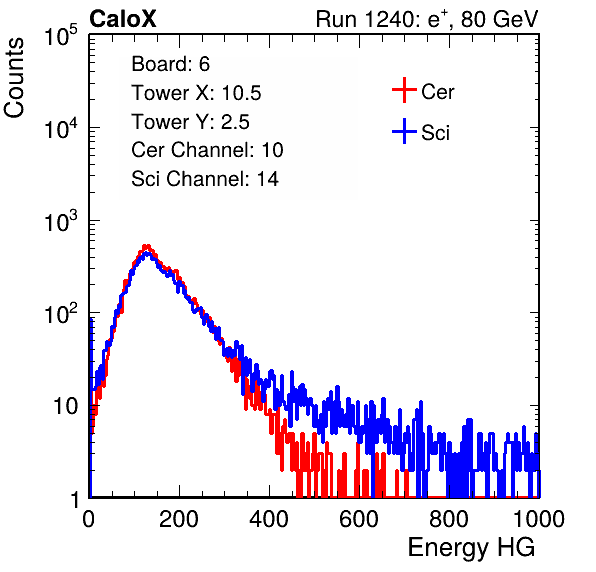 CaloX Run 1240: e⁺, 80 GeV
Counts
10⁵
10⁴
10³
10²
10
1
Board: 6
Tower X: 10.5
Tower Y: 2.5
Cer Channel: 10
Sci Channel: 14
Cer
Sci
0 200 400 600 800 1000
Energy HG